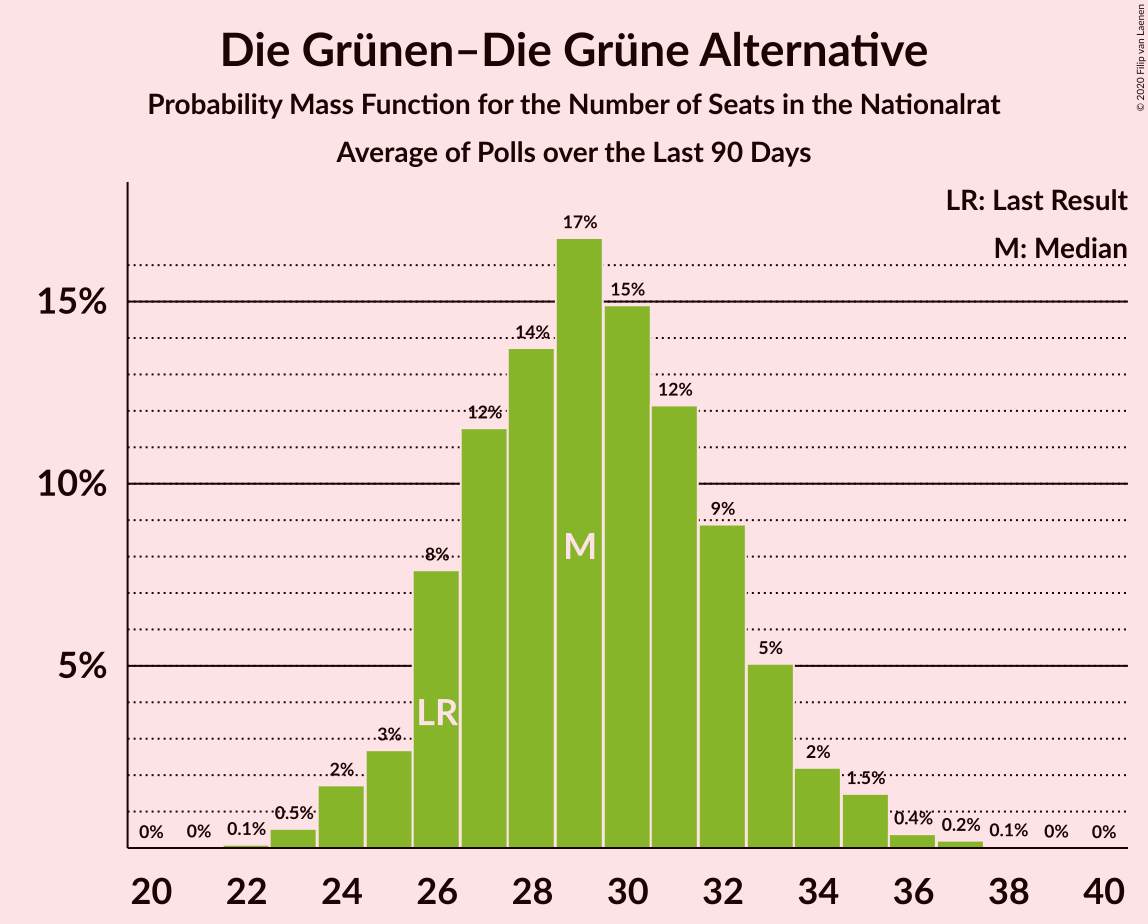 Die Grünen–Die Grüne Alternative
Probability Mass Function for the Number of Seats in the Nationalrat
Average of Polls over the Last 90 Days
© 2020 Filip van Laenen
LR: Last Result
M: Median
15%
10%
5%
0%
0%
0.1%
0.5%
2%
3%
8%
12%
14%
17%
15%
12%
9%
5%
2%
1.5%
0.4%
0.2%
0.1%
0%
0%
LR
M
20 22 24 26 28 30 32 34 36 38 40